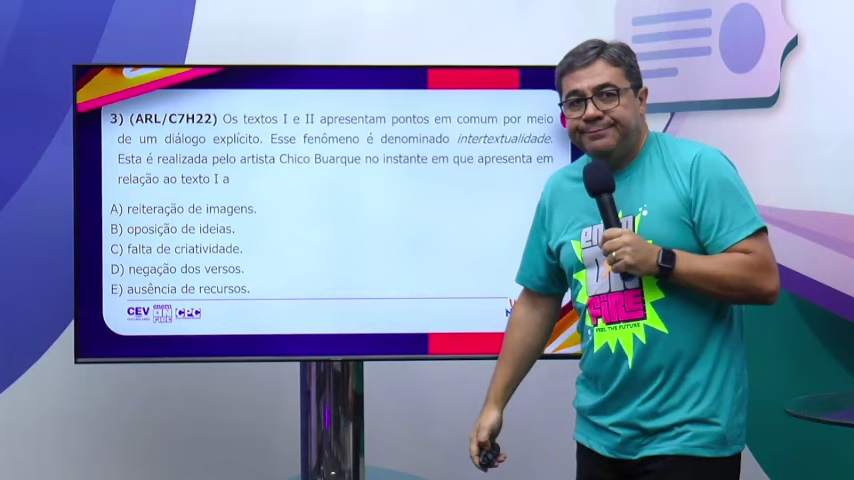 3) (ARL/C7H22) Os textos I e II apresentam pontos em comum por meio
de um diálogo explícito. Esse fenômeno é denominado intertextualidade.
Esta é realizada pelo artista Chico Buarque no instante em que apresenta em
relação ao texto I a
A) reiteração de imagens.
B) oposição de ideias.
C) falta de criatividade.
D) negação dos versos.
E) ausência de recursos.
CEV
enem
ON
FIRE
CPC
enem
ON
FIRE
FEEL THE FUTURE